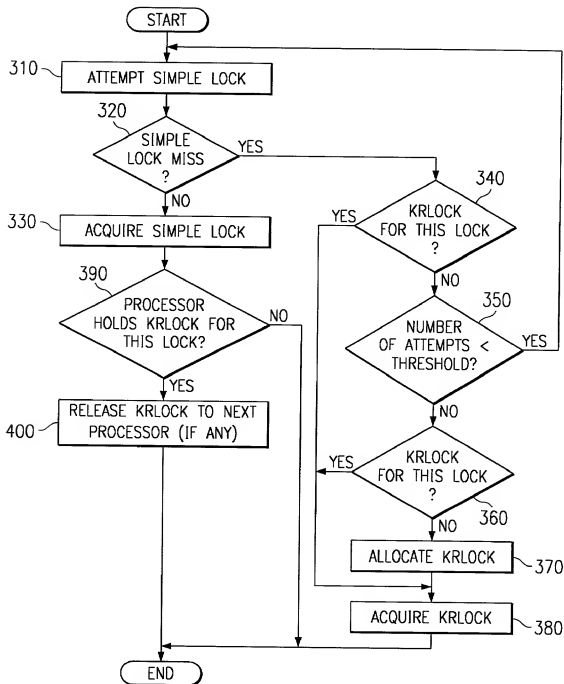 START
310
ATTEMPT SIMPLE LOCK
320
SIMPLE
LOCK MISS
?
YES
NO
330
ACQUIRE SIMPLE LOCK
340
KRLOCK
FOR THIS LOCK
?
YES
NO
390
PROCESSOR
HOLDS KRLOCK FOR
THIS LOCK?
NO
YES
350
NUMBER
OF ATTEMPTS <
THRESHOLD?
YES
NO
400
RELEASE KRLOCK TO NEXT
PROCESSOR (IF ANY)
YES
KRLOCK
FOR THIS LOCK
?
360
NO
ALLOCATE KRLOCK
370
ACQUIRE KRLOCK
380
END